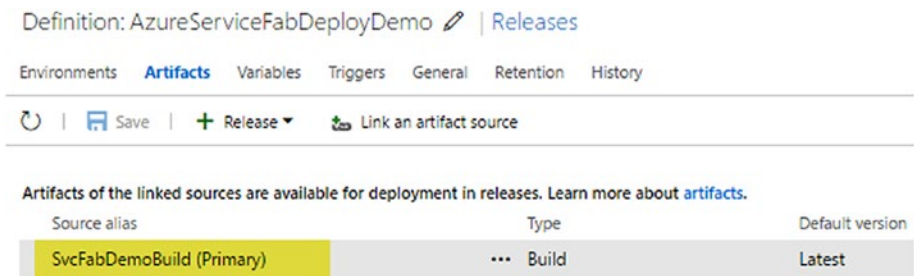 Definition: AzureServiceFabDeployDemo | Releases
Environments Artifacts Variables Triggers General Retention History
Save | + Release Link an artifact source
Artifacts of the linked sources are available for deployment in releases. Learn more about artifacts.
Source alias Type Default version
SvcFabDemoBuild (Primary) ... Build Latest